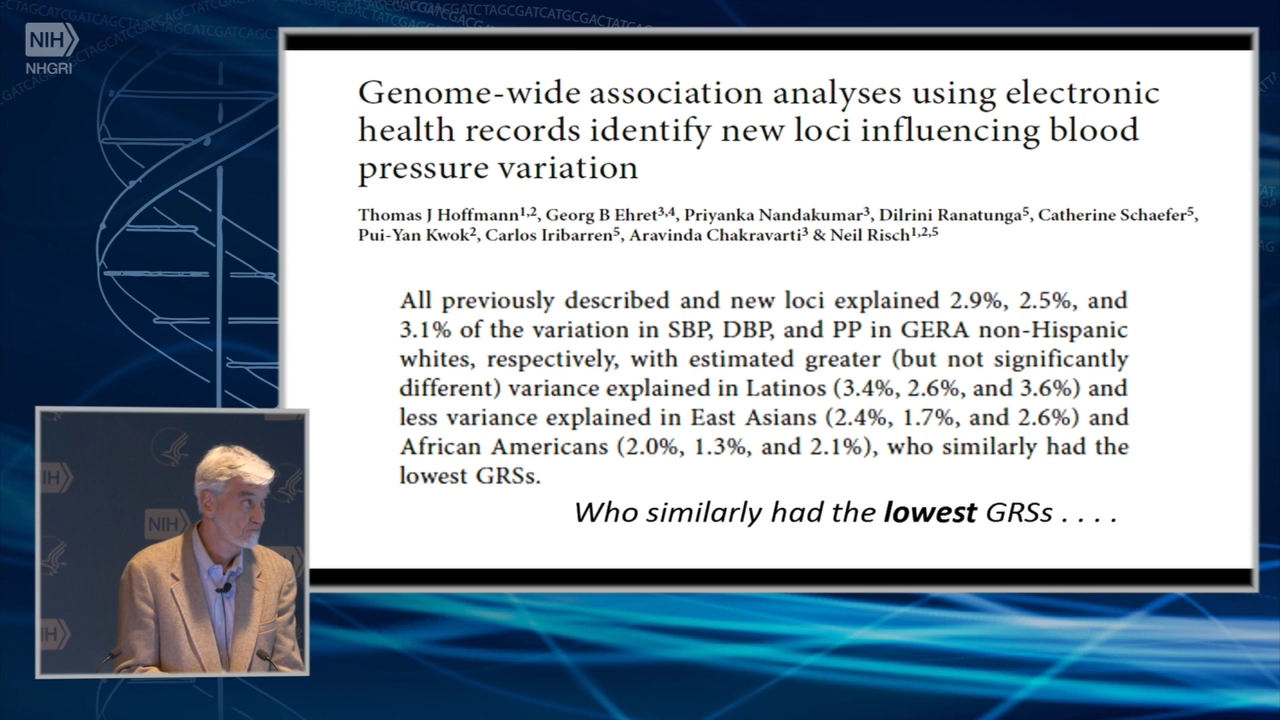 NIH
NHGRI
Genome-wide association analyses using electronic
health records identify new loci influencing blood
pressure variation
Thomas J Hoffmann1,2, Georg B Ehret3,4, Priyanka Nandakumar3, Dilrini Ranatunga5, Catherine Schaefer5,
Pui-Yan Kwok2, Carlos Iribarren5, Aravinda Chakravarti3 & Neil Risch1,2,5
All previously described and new loci explained 2.9%, 2.5%, and
3.1% of the variation in SBP, DBP, and PP in GERA non-Hispanic
whites, respectively, with estimated greater (but not significantly
different) variance explained in Latinos (3.4%, 2.6%, and 3.6%) and
less variance explained in East Asians (2.4%, 1.7%, and 2.6%) and
African Americans (2.0%, 1.3%, and 2.1%), who similarly had the
lowest GRSs.
Who similarly had the lowest GRSs . . . .
NIH